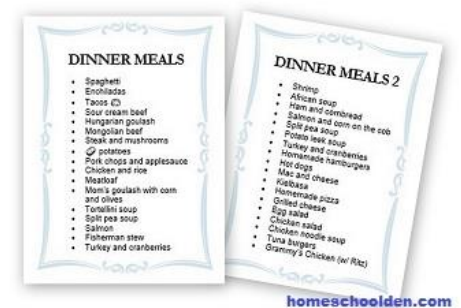 DINNER MEALS
Spaghetti
Enchiladas
Tacos
Sour cream beef
Hungarian goulash
Mongolian beef
Steak and mushrooms
potatoes
Pork chops and applesauce
Chicken and rice
Meatloaf
Mom's goulash with corn
and olives
Tortellini soup
Split pea soup
Salmon
Fisherman stew
Turkey and cranberries
DINNER MEALS 2
Shrimp
African soup
Ham and cornbread
Salmon and corn on the cob
Split pea soup
Potato leek soup
Turkey and cranberries
Homemade hamburgers
Hot dogs
Mac and cheese
Kielbasa
Homemade pizza
Grilled cheese
Egg salad
Chicken salad
Chicken noodle soup
Tuna burgers
Grammy's Chicken (w/ Ritz)
homeschoolden.com